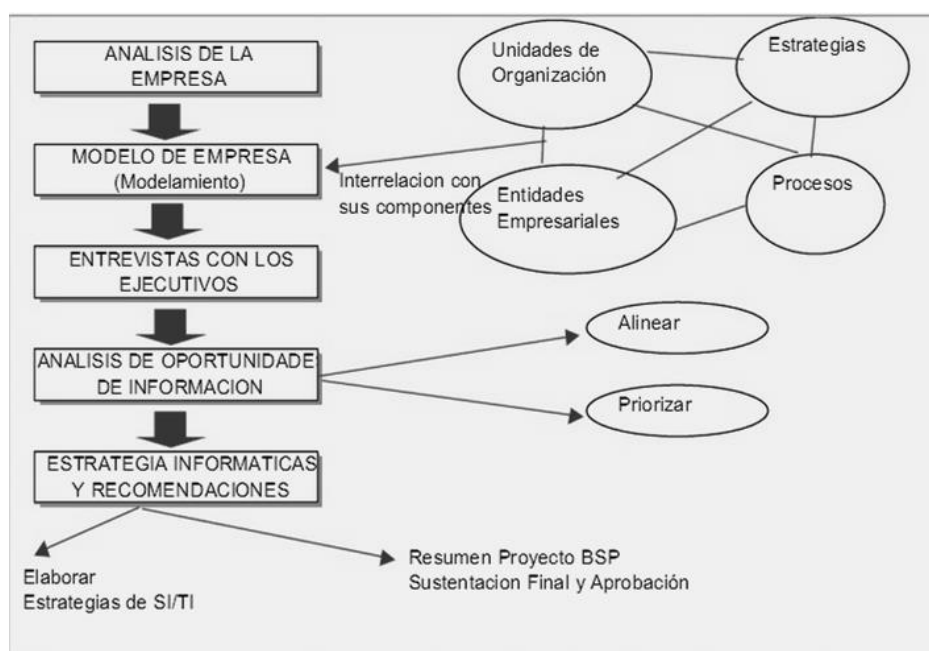 ANALISIS DE LA
EMPRESA
MODELO DE EMPRESA
(Modelamiento)
ENTREVISTAS CON LOS
EJECUTIVOS
ANALISIS DE OPORTUNIDADES
DE INFORMACION
ESTRATEGIA INFORMATICAS
Y RECOMENDACIONES
Elaborar
Estrategias de SI/TI
Resumen Proyecto BSP
Sustentacion Final y Aprobación
Interrelacion con
sus componentes
Unidades de
Organización
Estrategias
Entidades
Empresariales
Procesos
Alinear
Priorizar